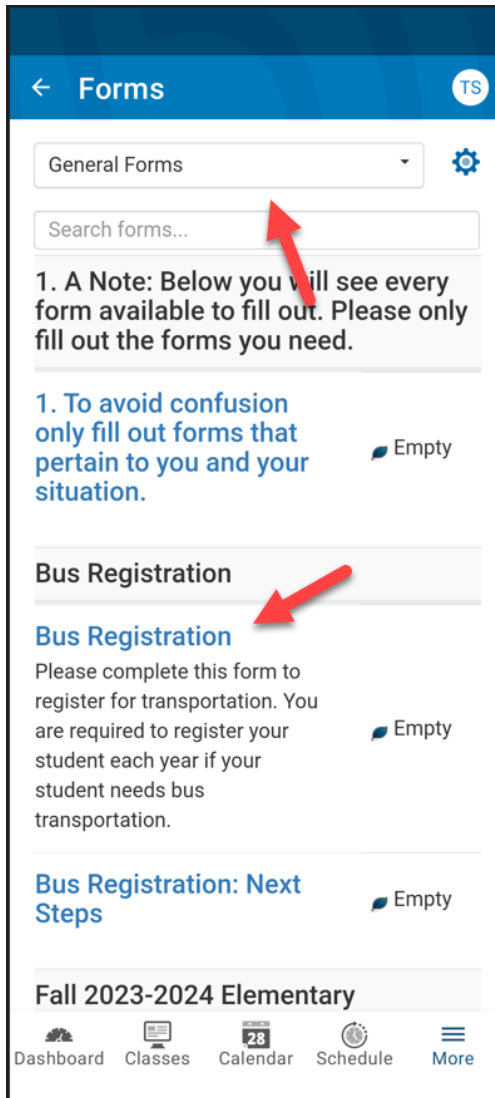 Forms
TS
General Forms
Search forms...
1. A Note: Below you will see every
form available to fill out. Please only
fill out the forms you need.
1. To avoid confusion
only fill out forms that
pertain to you and your
situation.
Empty
Bus Registration
Bus Registration
Please complete this form to
register for transportation. You
are required to register your
student each year if your
student needs bus
transportation.
Empty
Bus Registration: Next
Steps
Empty
Fall 2023-2024 Elementary
28
Dashboard Classes Calendar Schedule More